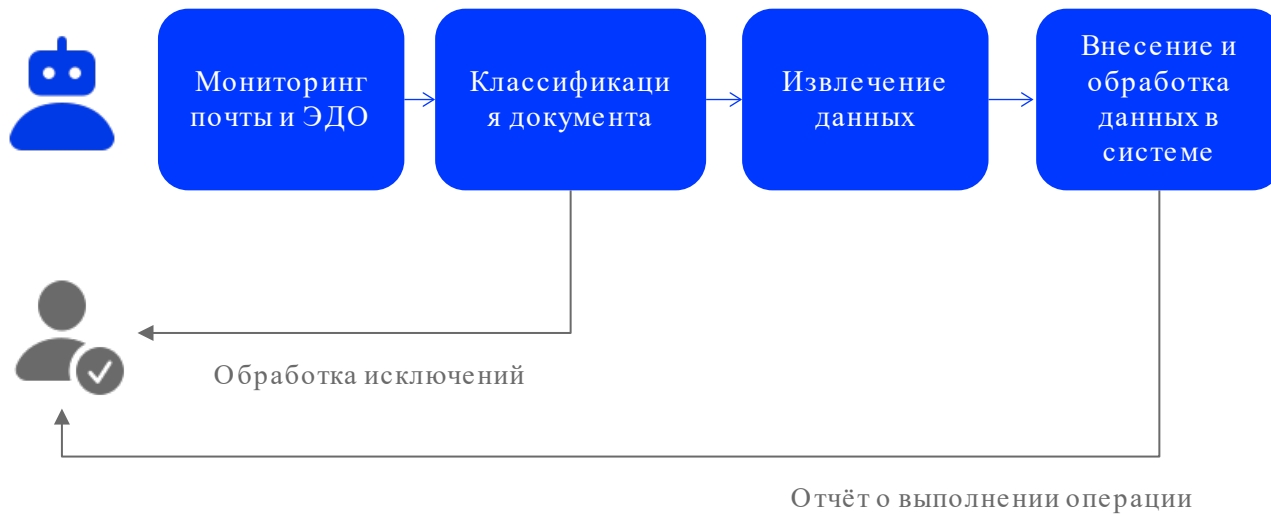 Мониторинг
почты и ЭДО
Классификаци
я документа
Извлечение
данных
Внесение и
обработка
данных в
системе
Обработка исключений
Отчёт о выполнении операции